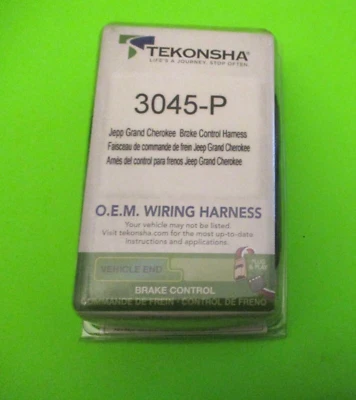 TEKONSHA
LIFE'S A JOURNEY. STOP OFTEN.
3045-P
Jepp Grand Cherokee Brzke Control Harness
Faisceau de commande de frein Jeep Grand Cherokee
Arnés del control para frenos Jeep Grand Cherokee
O.E.M. WIRING HARNESS
Your vehicle may not be listed.
Visit tekonsha.com for the most up-to-date
instructions and applications.
VEHICLE END
BRAKE CONTROL
COMMANDE DE FREIN • CONTROL DE FRENO